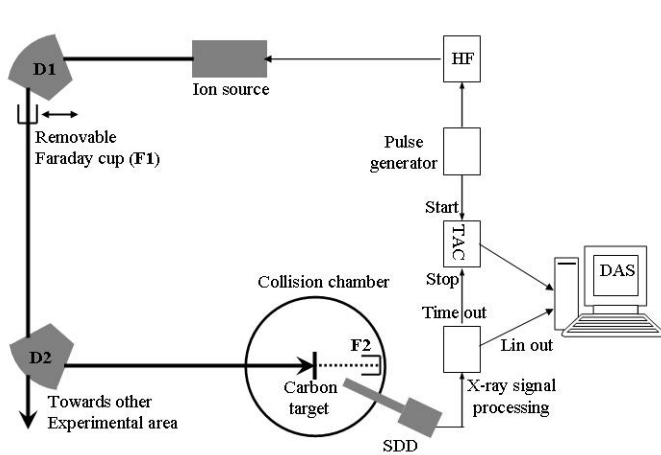 D1
Ion source
HF
Removable
Faraday cup (F1)
Pulse
generator
Start
TAC
Stop
DAS
Collision chamber
Time out
F2
Lin out
D2
Carbon
target
X-ray signal
processing
Towards other
Experimental area
SDD